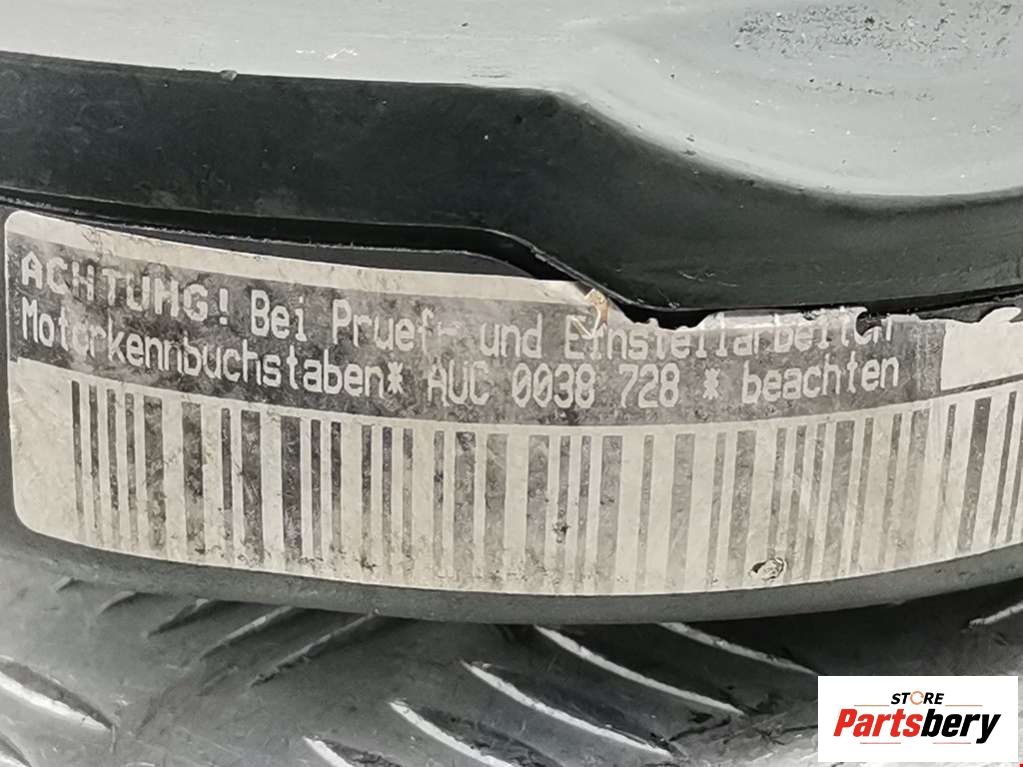 ACHTUNG! Bei Pruef- und Einstellarbeiten
Motorkennbuchstaben* AUC 0038 728 * beachten
STORE
Partsbery